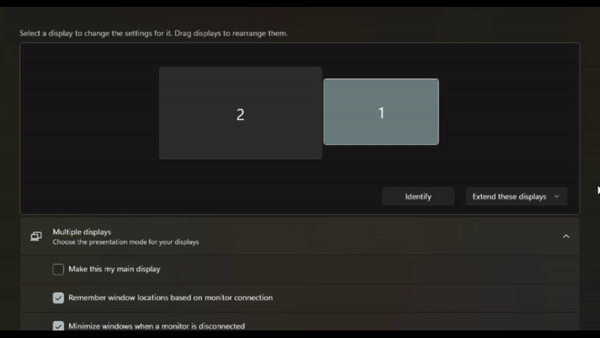 Select a display to change the settings for it. Drag displays to rearrange them.
2
1
Identify
Extend these displays
Multiple displays
Choose the presentation mode for your displays
Make this my main display
Remember window locations based on monitor connection
Minimize windows when a monitor is disconnected